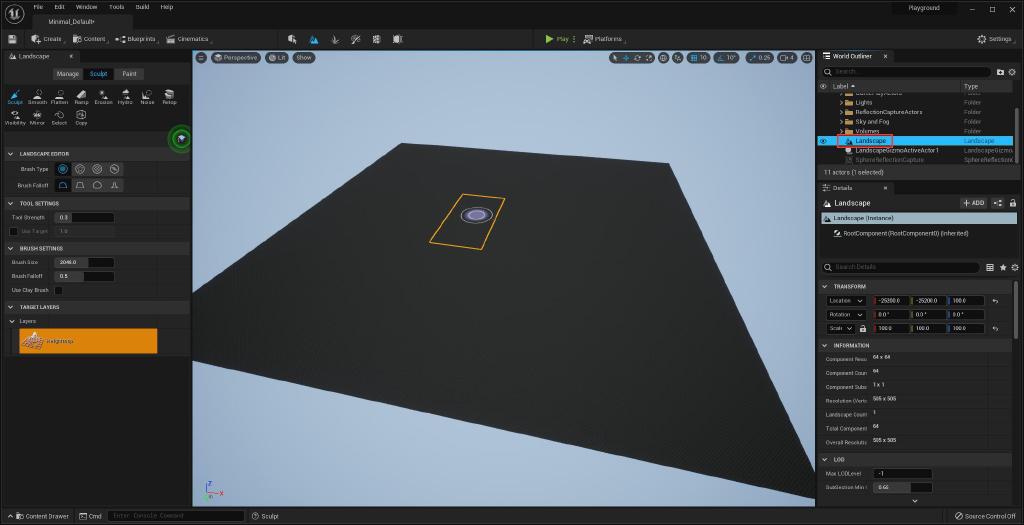 File Edit Window Tools Build Help
Playground
Minimal_Default•
Create Content Blueprints Cinematics
Play Platforms
Settings
Landscape
Manage Sculpt Paint
Sculpt Smooth Flatten Ramp Erosion Hydro Noise Retop
Visibility Mirror Select Copy
LANDSCAPE EDITOR
Brush Type
Brush Falloff
TOOL SETTINGS
Tool Strength 0.3
Use Target 1.0
BRUSH SETTINGS
Brush Size 2048.0
Brush Falloff 0.5
Use Clay Brush
TARGET LAYERS
Layers
Heightmap
Perspective Lit Show
10 10° 0.25 4
Z
X
World Outliner
Search...
Label Type
Lights Folder
ReflectionCaptureActors Folder
Sky and Fog Folder
Volumes Folder
Landscape Landscape
LandscapeGizmoActiveActor1 LandscapeGizmo
SphereReflectionCapture SphereReflection
11 actors (1 selected)
Details
Landscape
ADD
Landscape (Instance)
RootComponent (RootComponent0) (Inherited)
Search Details
TRANSFORM
Location -25200.0 -25200.0 100.0
Rotation 0.0 ° 0.0 ° 0.0 °
Scale 100.0 100.0 100.0
INFORMATION
Component Reso 64 x 64
Component Coun 64
Component Subs 1 x 1
Resolution (Verts 505 x 505
Landscape Count 1
Total Component 64
Overall Resolutio 505 x 505
LOD
Max LODLevel -1
SubSection Min
Content Drawer Cmd Enter Console Command Sculpt
Source Control Off